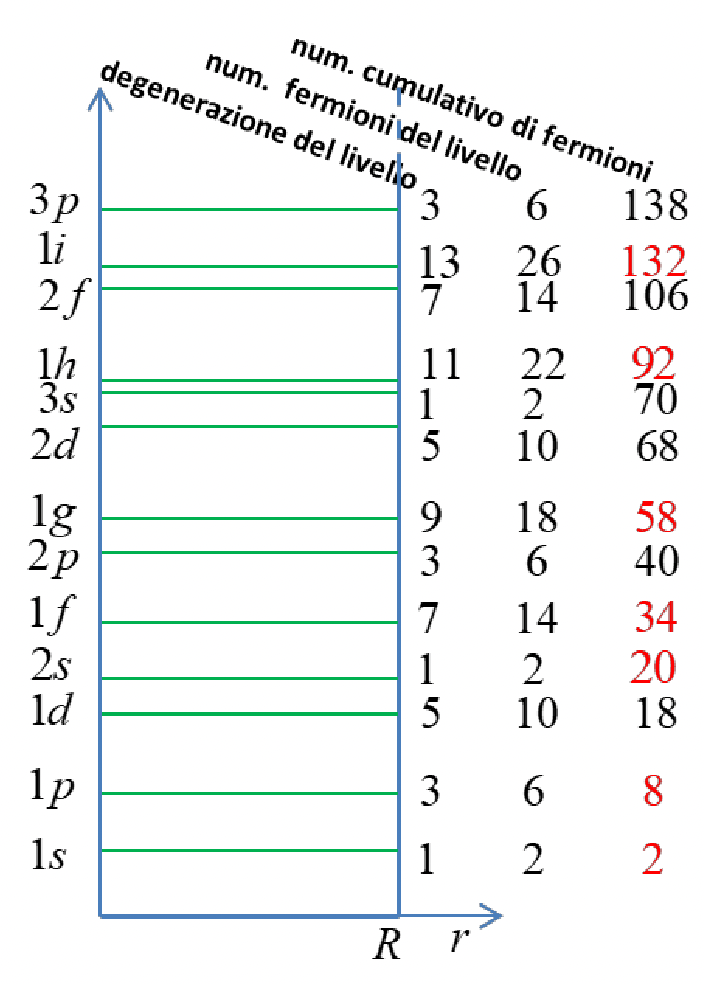 num. cumulativo di fermioni
num. fermioni del livello
degenerazione del livello
3p 3 6 138
1i 13 26 132
2f 7 14 106
1h 11 22 92
3s 1 2 70
2d 5 10 68
1g 9 18 58
2p 3 6 40
1f 7 14 34
2s 1 2 20
1d 5 10 18
1p 3 6 8
1s 1 2 2
R r